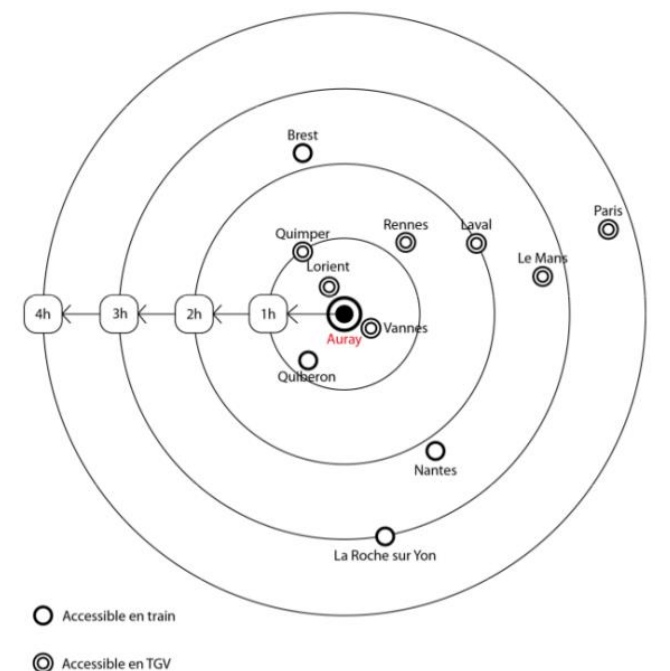 Brest
Paris
Rennes
Laval
Quimper
Le Mans
Lorient
4h
3h
2h
1h
Vannes
Auray
Quiberon
Nantes
La Roche sur Yon
Accessible en train
Accessible en TGV